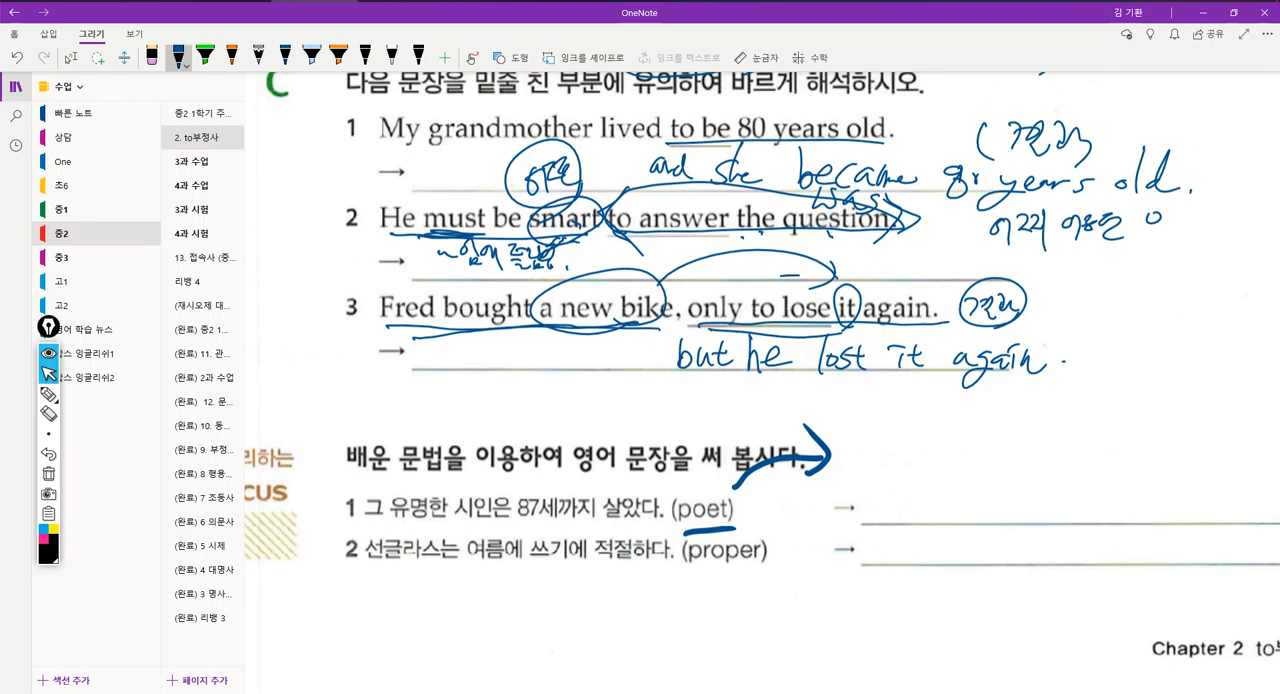 OneNote
김 기환
홈 삽입 그리기 보기
공유
도형
잉크를 셰이프로
잉크를 텍스트로
눈금자
수학
수업
빠른 노트
상담
One
초6
중1
중2
중3
고1
고2
영어 학습 뉴스
잉글리쉬1
잉글리쉬2
섹션 추가
중2 1학기 주...
2. to부정사
3과 수업
4과 수업
3과 시험
4과 시험
13. 접속사 (중...
리뱅 4
(재시오제 대...
(완료) 중2 1...
(완료) 11. 관...
(완료) 2과 수업
(완료) 12. 문...
(완료) 10. 동...
(완료) 9. 부정...
(완료) 8 형용...
(완료) 7 조동사
(완료) 6 의문사
(완료) 5 시제
(완료) 4 대명사
(완료) 3 명사...
(완료) 리뱅 3
페이지 추가
C 다음 문장을 밑줄 친 부분에 유의하여 바르게 해석하시오.
1 My grandmother lived to be 80 years old.
(결과)
→ and she became 80 years old.
was
2 He must be smart to answer the question.
→
3 Fred bought a new bike, only to lose it again. 결과
→ but he lost it again.
리하는
CUS
배운 문법을 이용하여 영어 문장을 써 봅시다.
1 그 유명한 시인은 87세까지 살았다. (poet) →
2 선글라스는 여름에 쓰기에 적절하다. (proper) →
Chapter 2 to